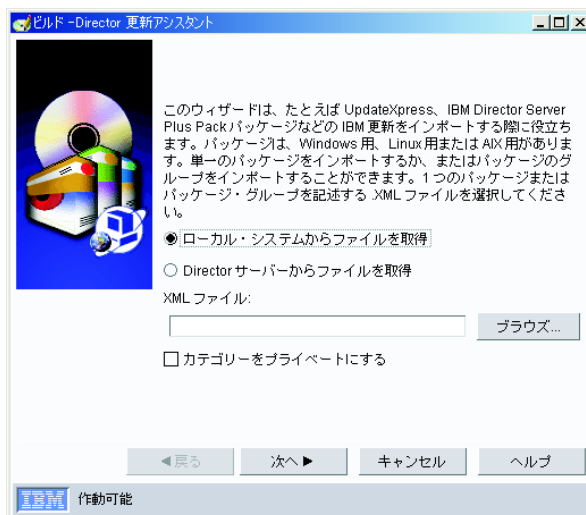 ビルド -Director 更新アシスタント
このウィザードは、たとえば UpdateXpress、IBM Director Server
Plus Pack パッケージなどの IBM 更新をインポートする際に役立ち
ます。パッケージは、Windows 用、Linux 用または AIX 用がありま
す。単一のパッケージをインポートするか、またはパッケージのグ
ループをインポートすることができます。1 つのパッケージまたは
パッケージ・グループを記述する .XML ファイルを選択してくださ
い。
ローカル・システムからファイルを取得
Director サーバーからファイルを取得
XML ファイル:
ブラウズ...
カテゴリーをプライベートにする
◀戻る 次へ▶ キャンセル ヘルプ
IBM 作動可能